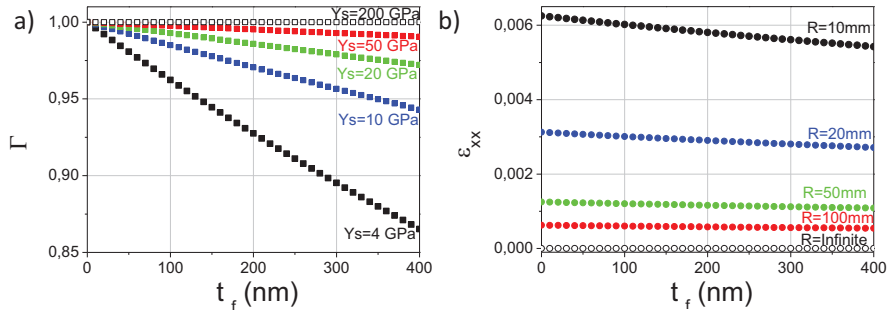 a)
Γ
1,00
0,95
0,90
0,85
Ys=200 GPa
Ys=50 GPa
Ys=20 GPa
Ys=10 GPa
Ys=4 GPa
0 100 200 300 400
t f (nm)
b)
εxx
0,006
0,004
0,002
0,000
R=10mm
R=20mm
R=50mm
R=100mm
R=Infinite
0 100 200 300 400
t f (nm)